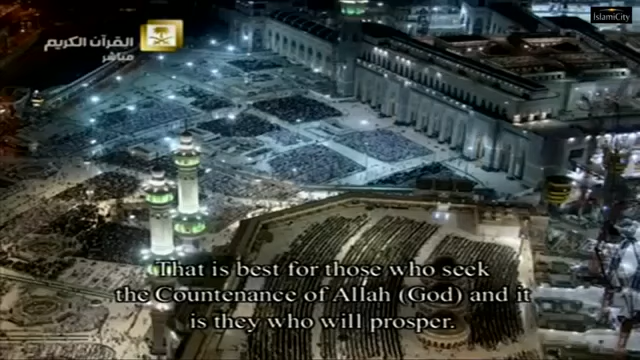 IslamiCity
القرآن الكريم
مباشر
That is best for those who seek
the Countenance of Allah (God) and it
is they who will prosper.